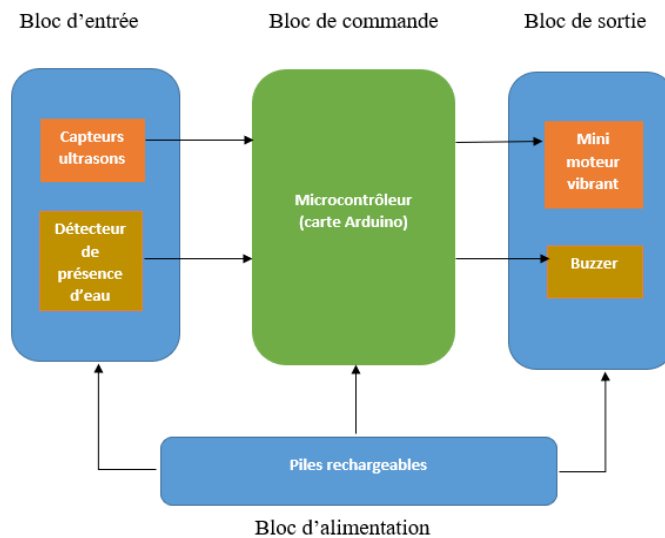 Bloc d'entrée
Bloc de commande
Bloc de sortie
Capteurs
ultrasons
Détecteur
de
présence
d'eau
Microcontrôleur
(carte Arduino)
Mini
moteur
vibrant
Buzzer
Piles rechargeables
Bloc d'alimentation